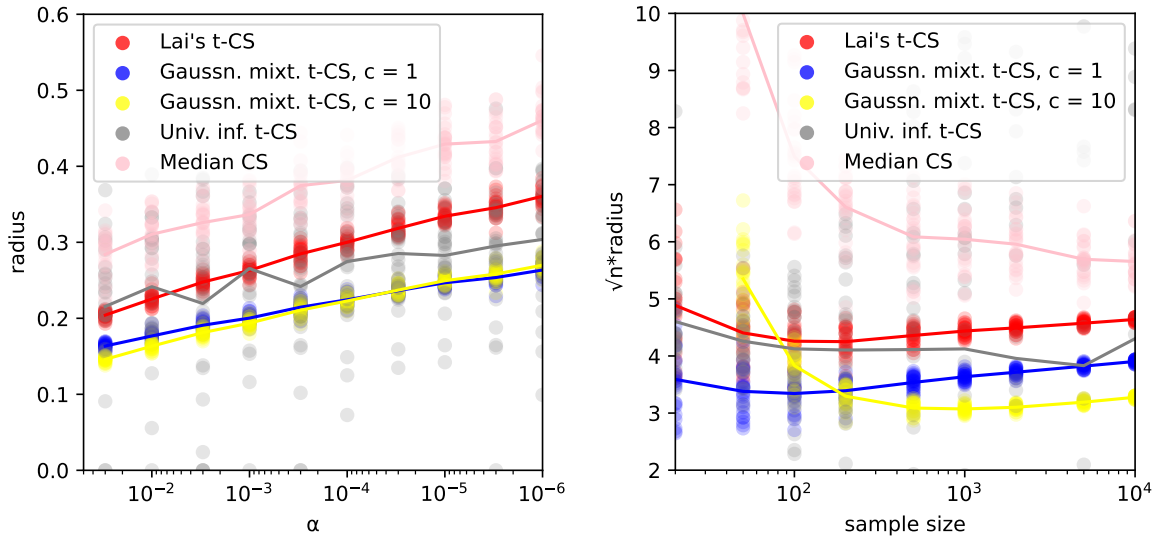 0.6
0.5
0.4
0.3
0.2
0.1
0.0
radius
Lai's t-CS
Gaussn. mixt. t-CS, c = 1
Gaussn. mixt. t-CS, c = 10
Univ. inf. t-CS
Median CS
10⁻² 10⁻³ 10⁻⁴ 10⁻⁵ 10⁻⁶
α
10
9
8
7
6
5
4
3
2
√n*radius
Lai's t-CS
Gaussn. mixt. t-CS, c = 1
Gaussn. mixt. t-CS, c = 10
Univ. inf. t-CS
Median CS
10² 10³ 10⁴
sample size